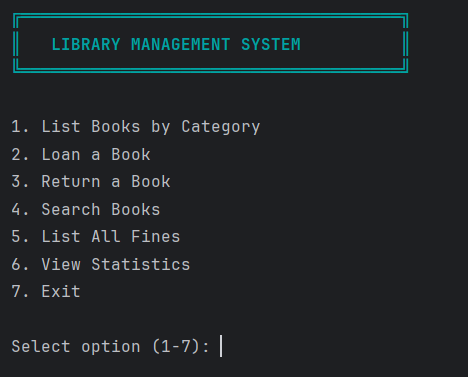 LIBRARY MANAGEMENT SYSTEM
1. List Books by Category
2. Loan a Book
3. Return a Book
4. Search Books
5. List All Fines
6. View Statistics
7. Exit
Select option (1-7):